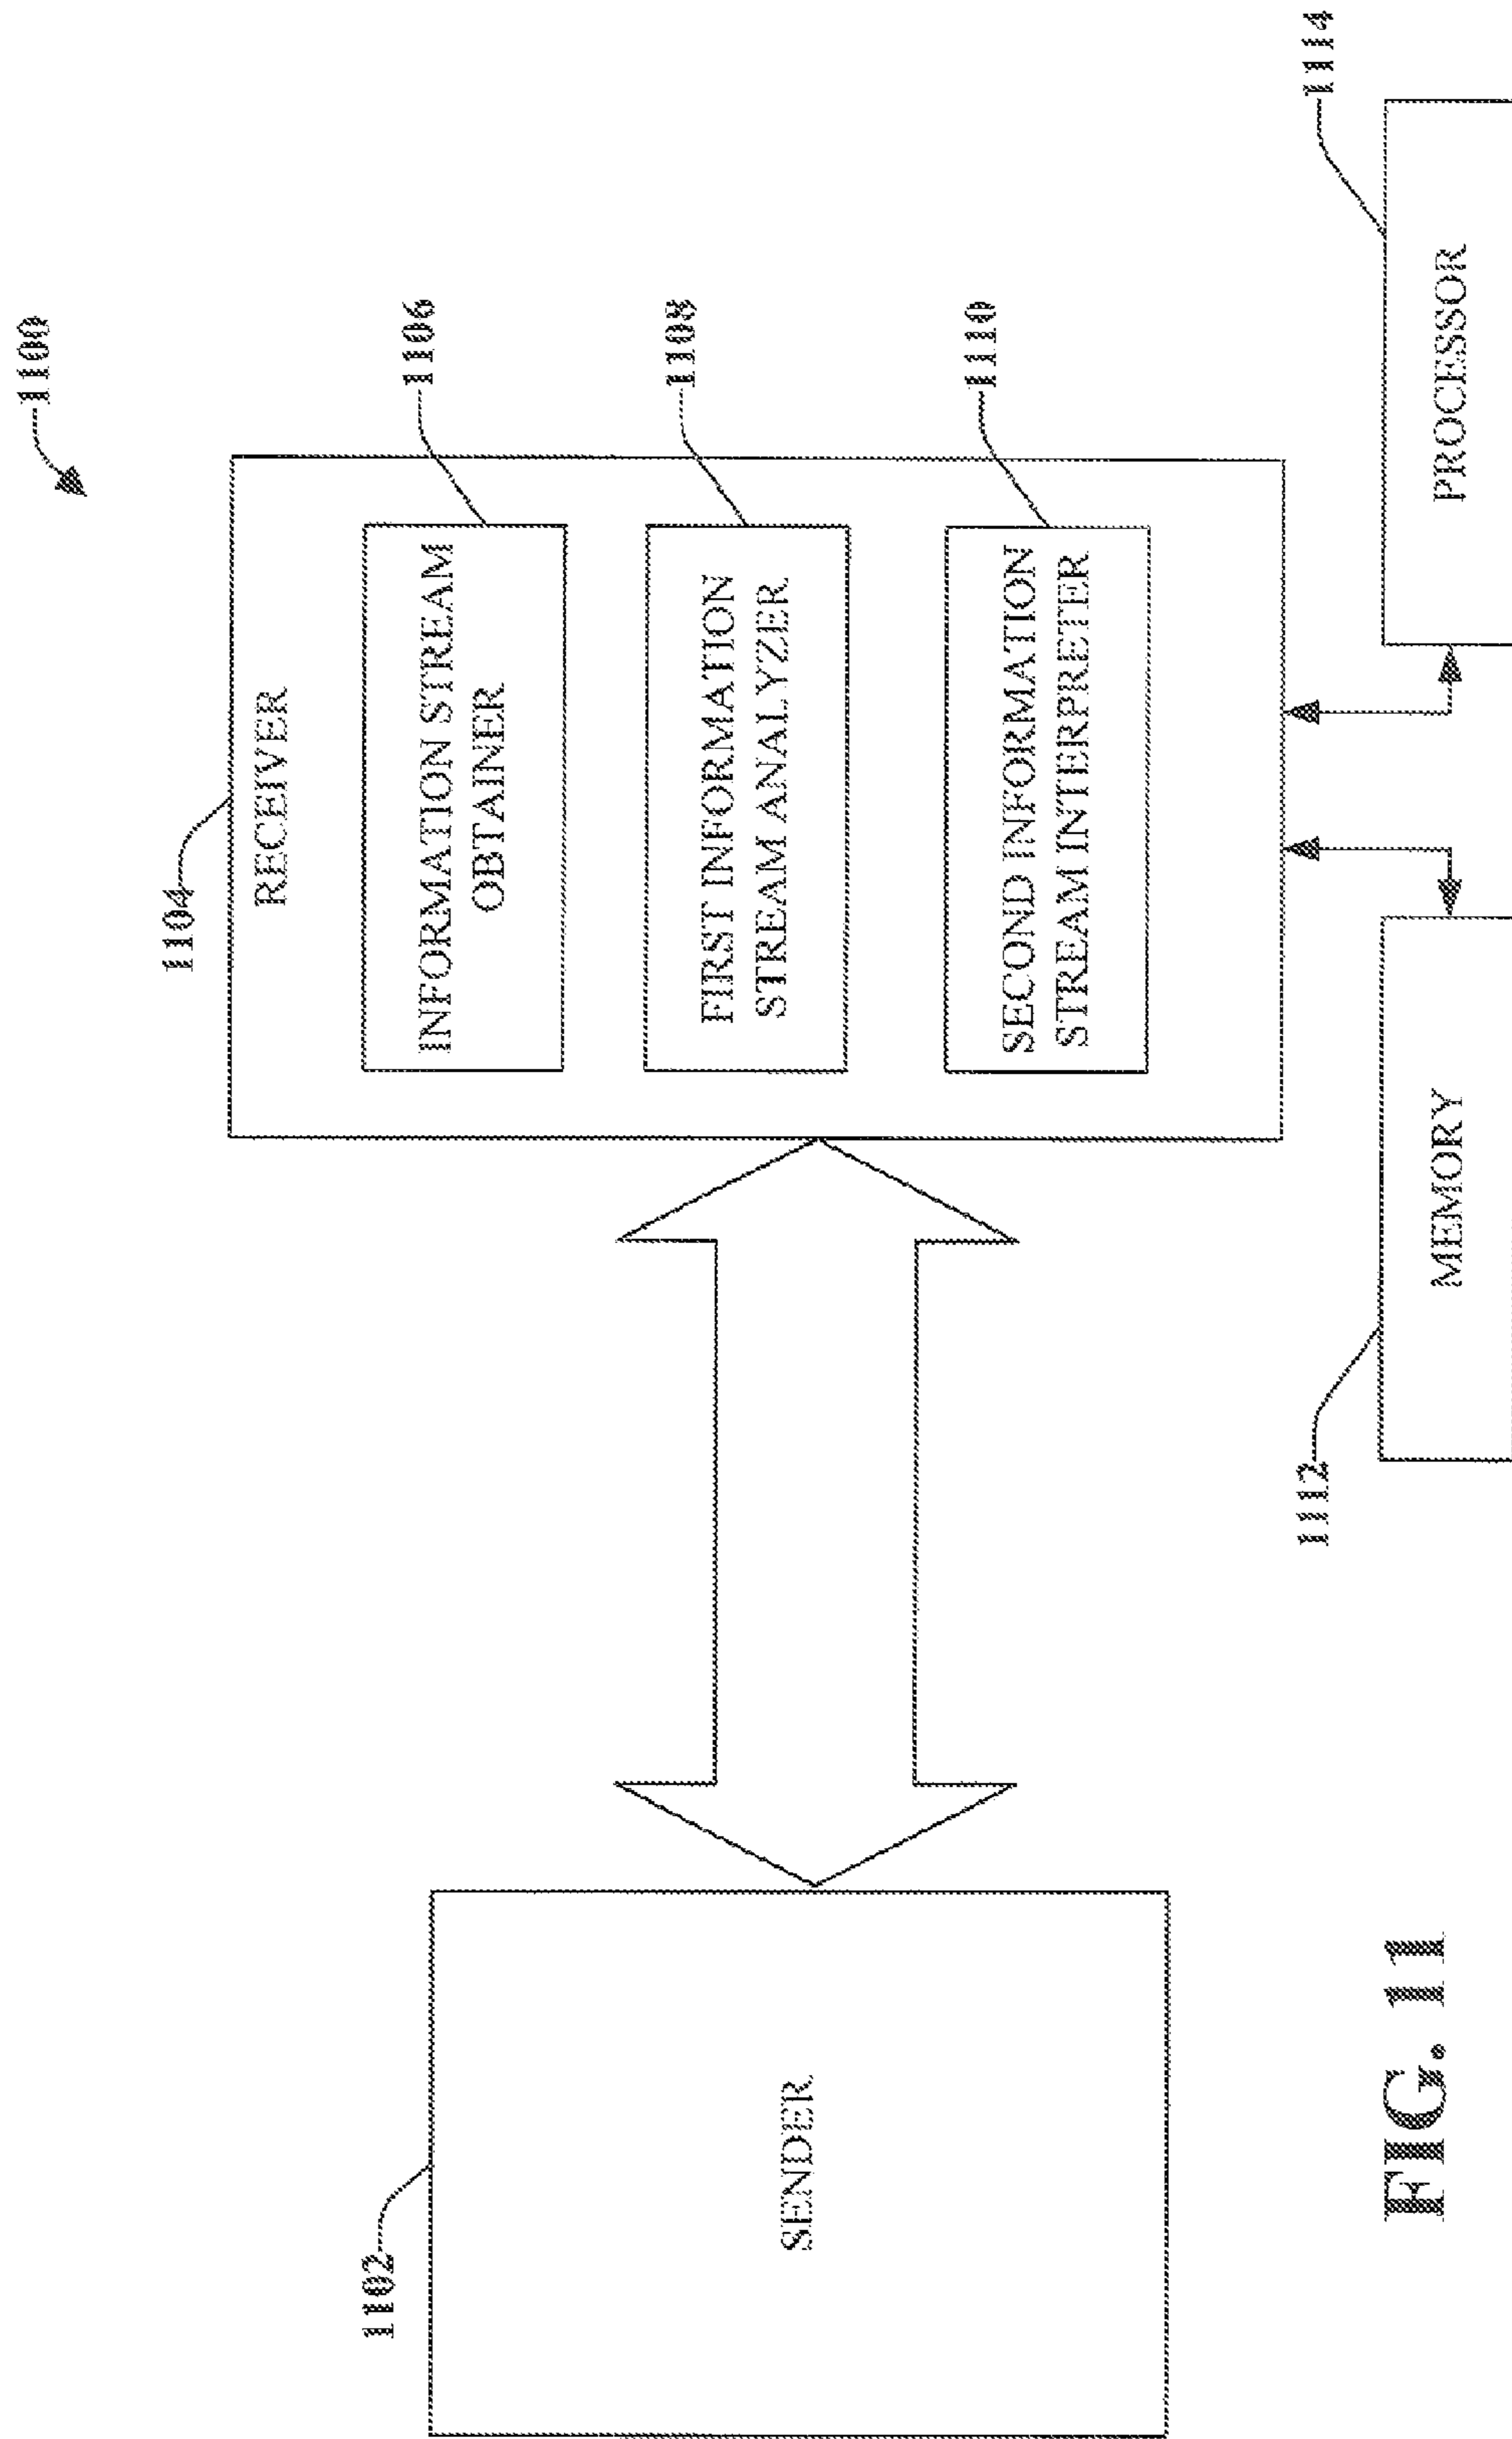 1100
1104
RECEIVER
1106
INFORMATION STREAM
OBTAINER
1108
FIRST INFORMATION
STREAM ANALYZER
1110
SECOND INFORMATION
STREAM INTERPRETER
1102
SENDER
1112
MEMORY
1114
PROCESSOR
FIG. 11